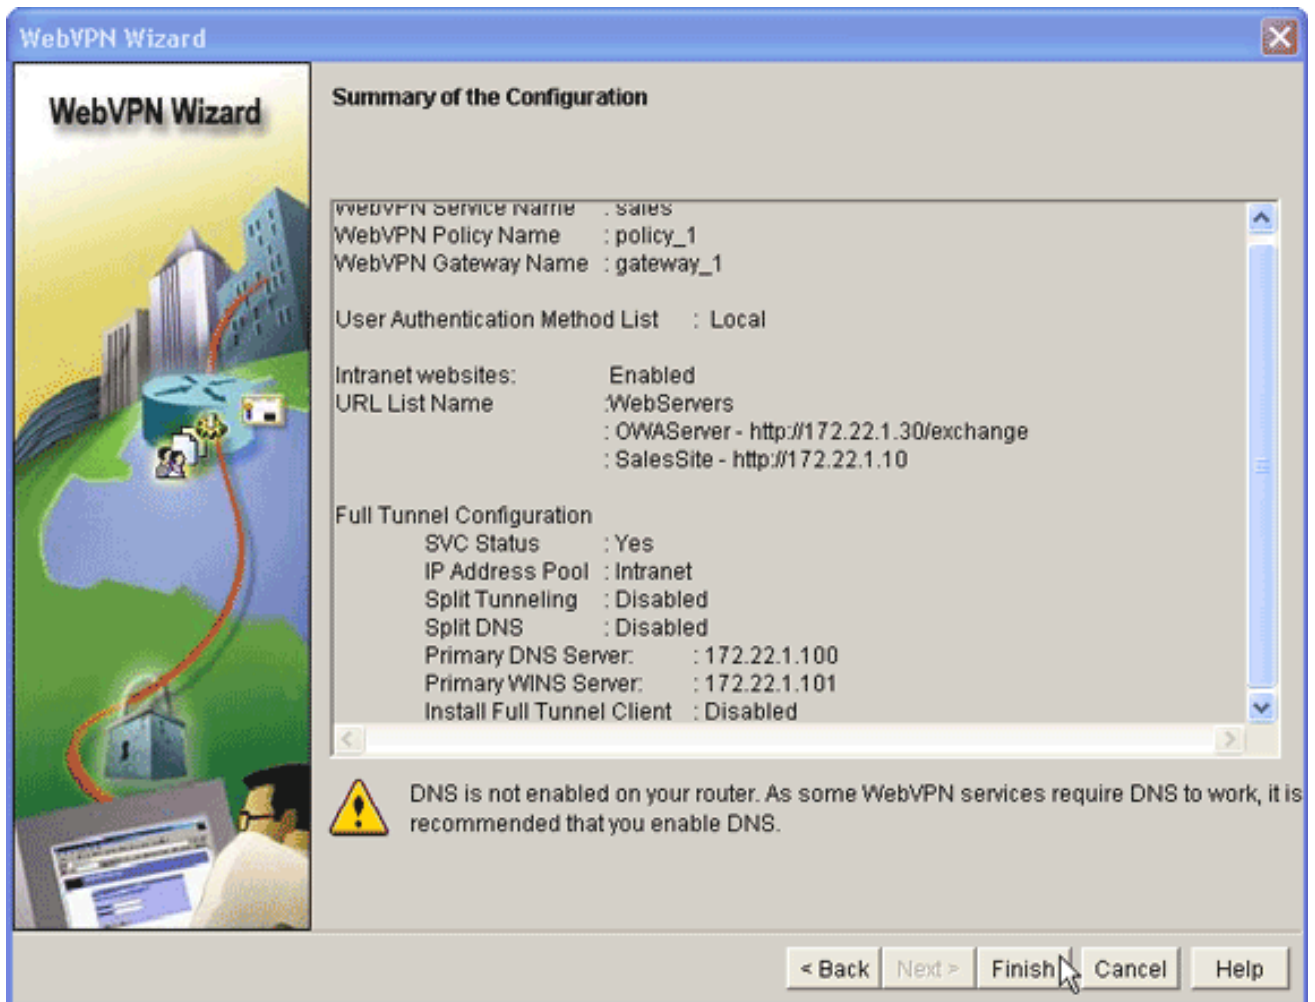 WebVPN Wizard
WebVPN Wizard
Summary of the Configuration
WebVPN Service Name : sales
WebVPN Policy Name : policy_1
WebVPN Gateway Name : gateway_1
User Authentication Method List : Local
Intranet websites: Enabled
URL List Name :WebServers
: OWAServer - http://172.22.1.30/exchange
: SalesSite - http://172.22.1.10
Full Tunnel Configuration
SVC Status : Yes
IP Address Pool : Intranet
Split Tunneling : Disabled
Split DNS : Disabled
Primary DNS Server: : 172.22.1.100
Primary WINS Server: : 172.22.1.101
Install Full Tunnel Client : Disabled
DNS is not enabled on your router. As some WebVPN services require DNS to work, it is
recommended that you enable DNS.
< Back Next > Finish Cancel Help